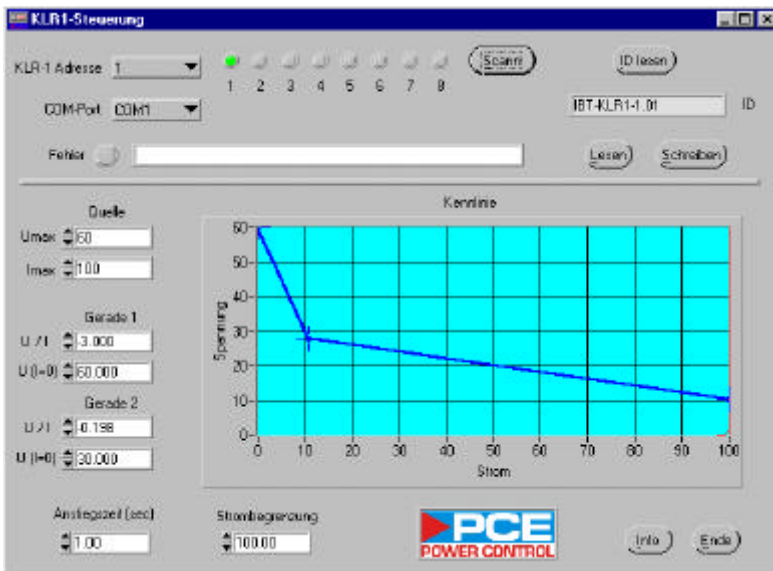 KLR1-Steuerung
KLR-1 Adresse 1
1 2 3 4 5 6 7 8
Scann
ID lesen
COM-Port COM1
IBT-KLR1-1.01 ID
Fehler
Lesen Schreiben
Quelle
Umax 60
Imax 100
Gerade 1
U / I -3.000
U (I=0) 60.000
Gerade 2
U / I -0.198
U (I=0) 30.000
Kennlinie
Spannung
60
50
40
30
20
10
0
0 10 20 30 40 50 60 70 80 90 100
Strom
Anstiegszeit (sec)
1.00
Strombegrenzung
100.00
PCE
POWER CONTROL
Info Ende